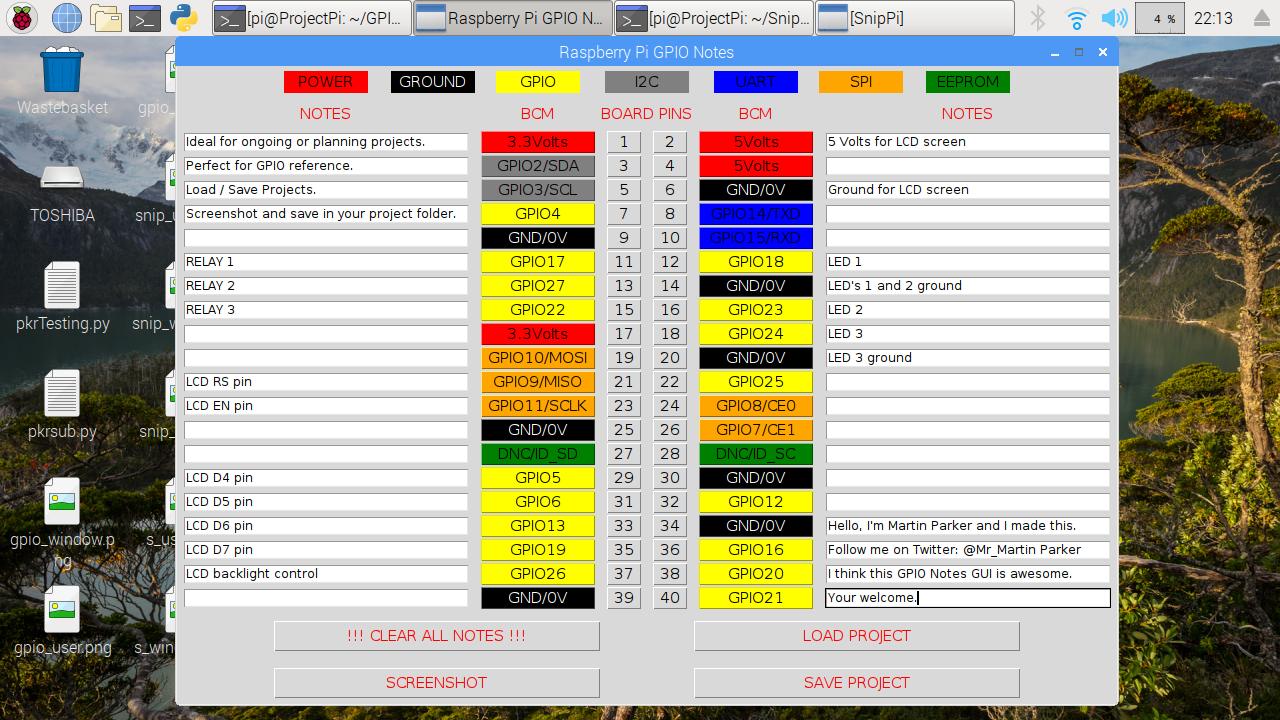 [pi@ProjectPi: ~/GPI... Raspberry Pi GPIO N... [pi@ProjectPi: ~/Snip... [SnipPi] 4 % 22:13
Raspberry Pi GPIO Notes
Wastebasket
TOSHIBA
pkrTesting.py
pkrsub.py
gpio_window.p
ng
gpio_user.png
gpio_
snip_u
snip_w
snip_
s_us
s_win
POWER GROUND GPIO I2C UART SPI EEPROM
NOTES BCM BOARD PINS BCM NOTES
Ideal for ongoing or planning projects. 3.3Volts 1 2 5Volts 5 Volts for LCD screen
Perfect for GPIO reference. GPIO2/SDA 3 4 5Volts
Load / Save Projects. GPIO3/SCL 5 6 GND/0V Ground for LCD screen
Screenshot and save in your project folder. GPIO4 7 8 GPIO14/TXD
GND/0V 9 10 GPIO15/RXD
RELAY 1 GPIO17 11 12 GPIO18 LED 1
RELAY 2 GPIO27 13 14 GND/0V LED's 1 and 2 ground
RELAY 3 GPIO22 15 16 GPIO23 LED 2
3.3Volts 17 18 GPIO24 LED 3
GPIO10/MOSI 19 20 GND/0V LED 3 ground
LCD RS pin GPIO9/MISO 21 22 GPIO25
LCD EN pin GPIO11/SCLK 23 24 GPIO8/CE0
GND/0V 25 26 GPIO7/CE1
DNC/ID_SD 27 28 DNC/ID_SC
LCD D4 pin GPIO5 29 30 GND/0V
LCD D5 pin GPIO6 31 32 GPIO12
LCD D6 pin GPIO13 33 34 GND/0V Hello, I'm Martin Parker and I made this.
LCD D7 pin GPIO19 35 36 GPIO16 Follow me on Twitter: @Mr_Martin Parker
LCD backlight control GPIO26 37 38 GPIO20 I think this GPIO Notes GUI is awesome.
GND/0V 39 40 GPIO21 Your welcome.
!!! CLEAR ALL NOTES !!! LOAD PROJECT
SCREENSHOT SAVE PROJECT